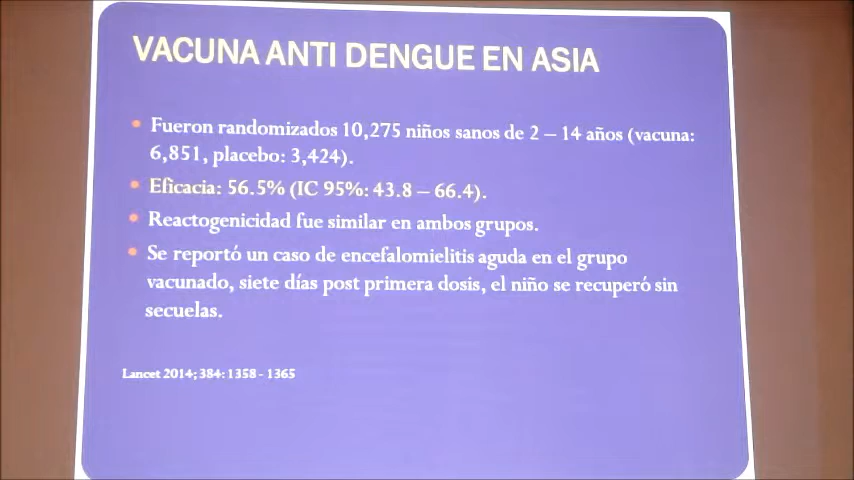 VACUNA ANTI DENGUE EN ASIA
• Fueron randomizados 10,275 niños sanos de 2 – 14 años (vacuna:
6,851, placebo: 3,424).
• Eficacia: 56.5% (IC 95%: 43.8 – 66.4).
• Reactogenicidad fue similar en ambos grupos.
• Se reportó un caso de encefalomielitis aguda en el grupo
vacunado, siete días post primera dosis, el niño se recuperó sin
secuelas.
Lancet 2014; 384: 1358 - 1365